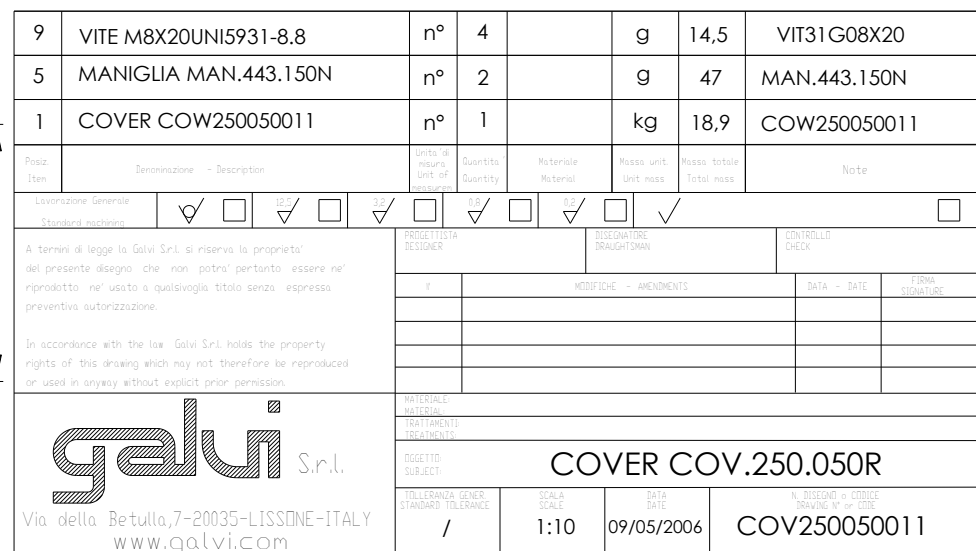 9 VITE M8X20UNI5931-8.8 n° 4 g 14,5 VIT31G08X20
5 MANIGLIA MAN.443.150N n° 2 g 47 MAN.443.150N
1 COVER COW250050011 n° 1 kg 18,9 COW250050011
Posiz. Denominazione - Description Unita'di misura Quantita' Materiale Massa unit. Massa totale Note
Item Unit of measurem Quantity Material Unit mass Total mass
Lavorazione Generale 12,5 3,2 0,8 0,2
Standard machining
A termini di legge la Galvi S.r.l. si riserva la proprieta'
del presente disegno che non potra' pertanto essere ne'
riprodotto ne' usato a qualsivoglia titolo senza espressa
preventiva autorizzazione.
In accordance with the law Galvi S.r.l. holds the property
rights of this drawing which may not therefore be reproduced
or used in anyway without explicit prior permission.
PROGETTISTA DISEGNATORE CONTROLLO
DESIGNER DRAUGHTSMAN CHECK
V MODIFICHE - AMENDMENTS DATA - DATE FIRMA
SIGNATURE
MATERIALE:
MATERIAL:
TRATTAMENTI:
TREATMENTS:
galvi S.r.l.
Via della Betulla,7-20035-LISSONE-ITALY
www.galvi.com
OGGETTO:
SUBJECT: COVER COV.250.050R
TOLLERANZA GENER. SCALA DATA N. DISEGNO o CODICE
STANDARD TOLERANCE SCALE DATE DRAWING N° or CODE
/ 1:10 09/05/2006 COV250050011